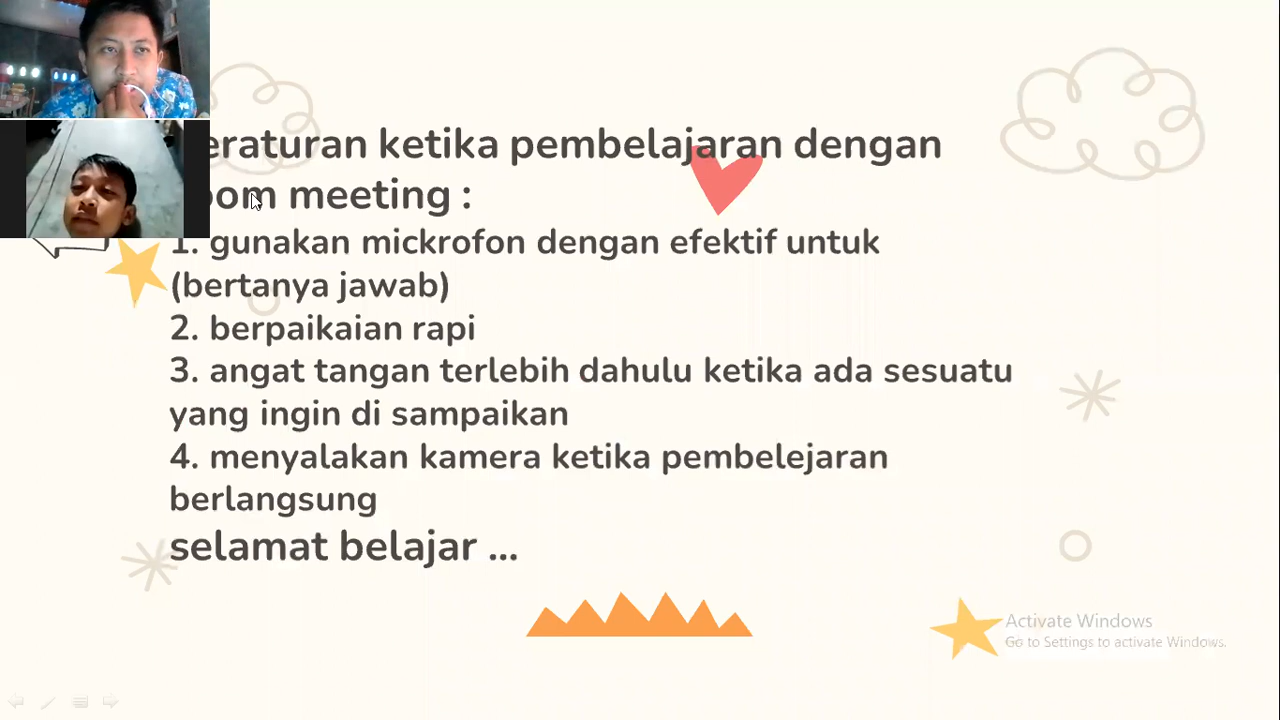 eraturan ketika pembelajaran dengan
oom meeting :
1. gunakan mickrofon dengan efektif untuk
(bertanya jawab)
2. berpaikaian rapi
3. angat tangan terlebih dahulu ketika ada sesuatu
yang ingin di sampaikan
4. menyalakan kamera ketika pembelejaran
berlangsung
selamat belajar ...
Activate Windows
Go to Settings to activate Windows.